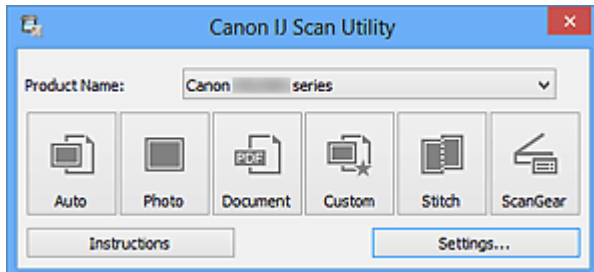 Canon IJ Scan Utility
Product Name: Canon series
PDF
Auto Photo Document Custom Stitch ScanGear
Instructions Settings...